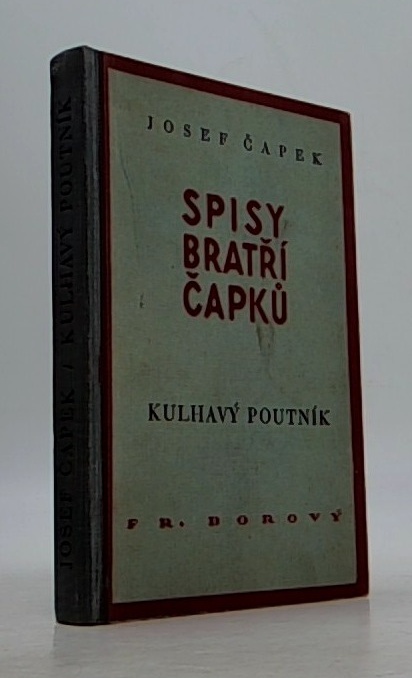 JOSEF ČAPEK
SPISY
BRATŘÍ
ČAPKŮ
KULHAVÝ POUTNÍK
FR. BOROVÝ
JOSEF ČAPEK / KULHAVÝ POUTNÍK